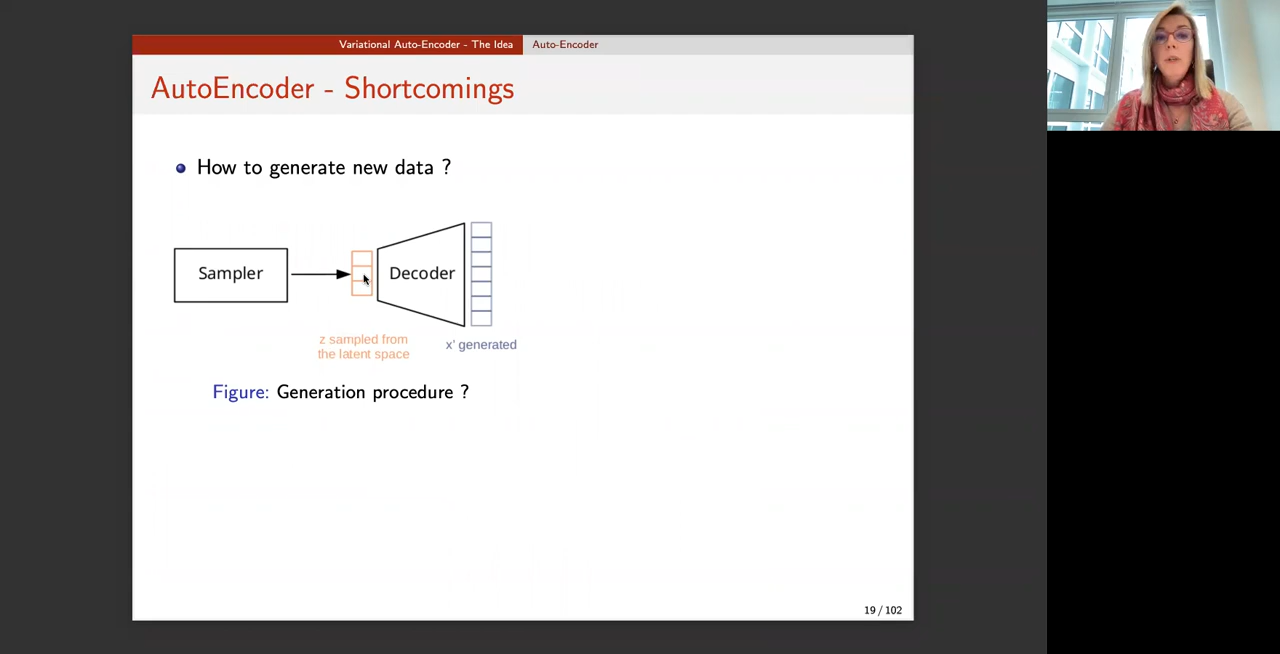 Variational Auto-Encoder - The Idea Auto-Encoder
AutoEncoder - Shortcomings
How to generate new data ?
Sampler
Decoder
z sampled from
the latent space
x' generated
Figure: Generation procedure ?
19 / 102